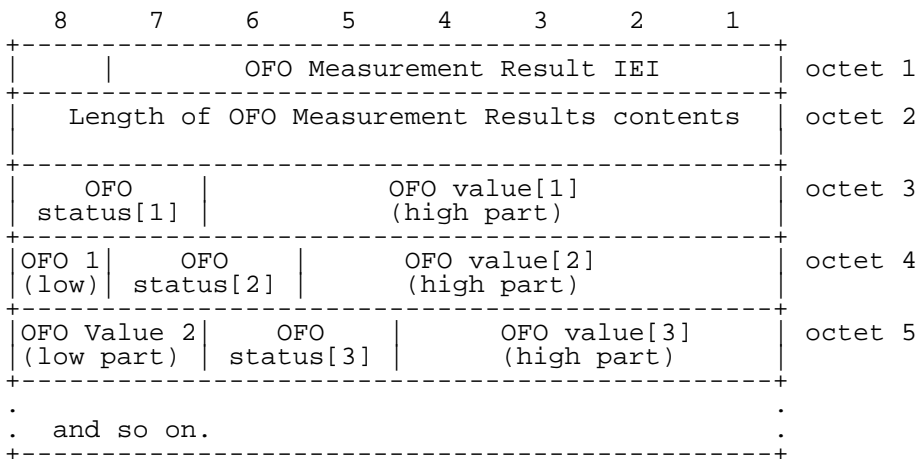 8 7 6 5 4 3 2 1
OFO Measurement Result IEI octet 1
Length of OFO Measurement Results contents octet 2
OFO OFO value[1] octet 3
status[1] (high part)
OFO 1 OFO OFO value[2] octet 4
(low) status[2] (high part)
OFO Value 2 OFO OFO value[3] octet 5
(low part) status[3] (high part)
. .
. and so on. .